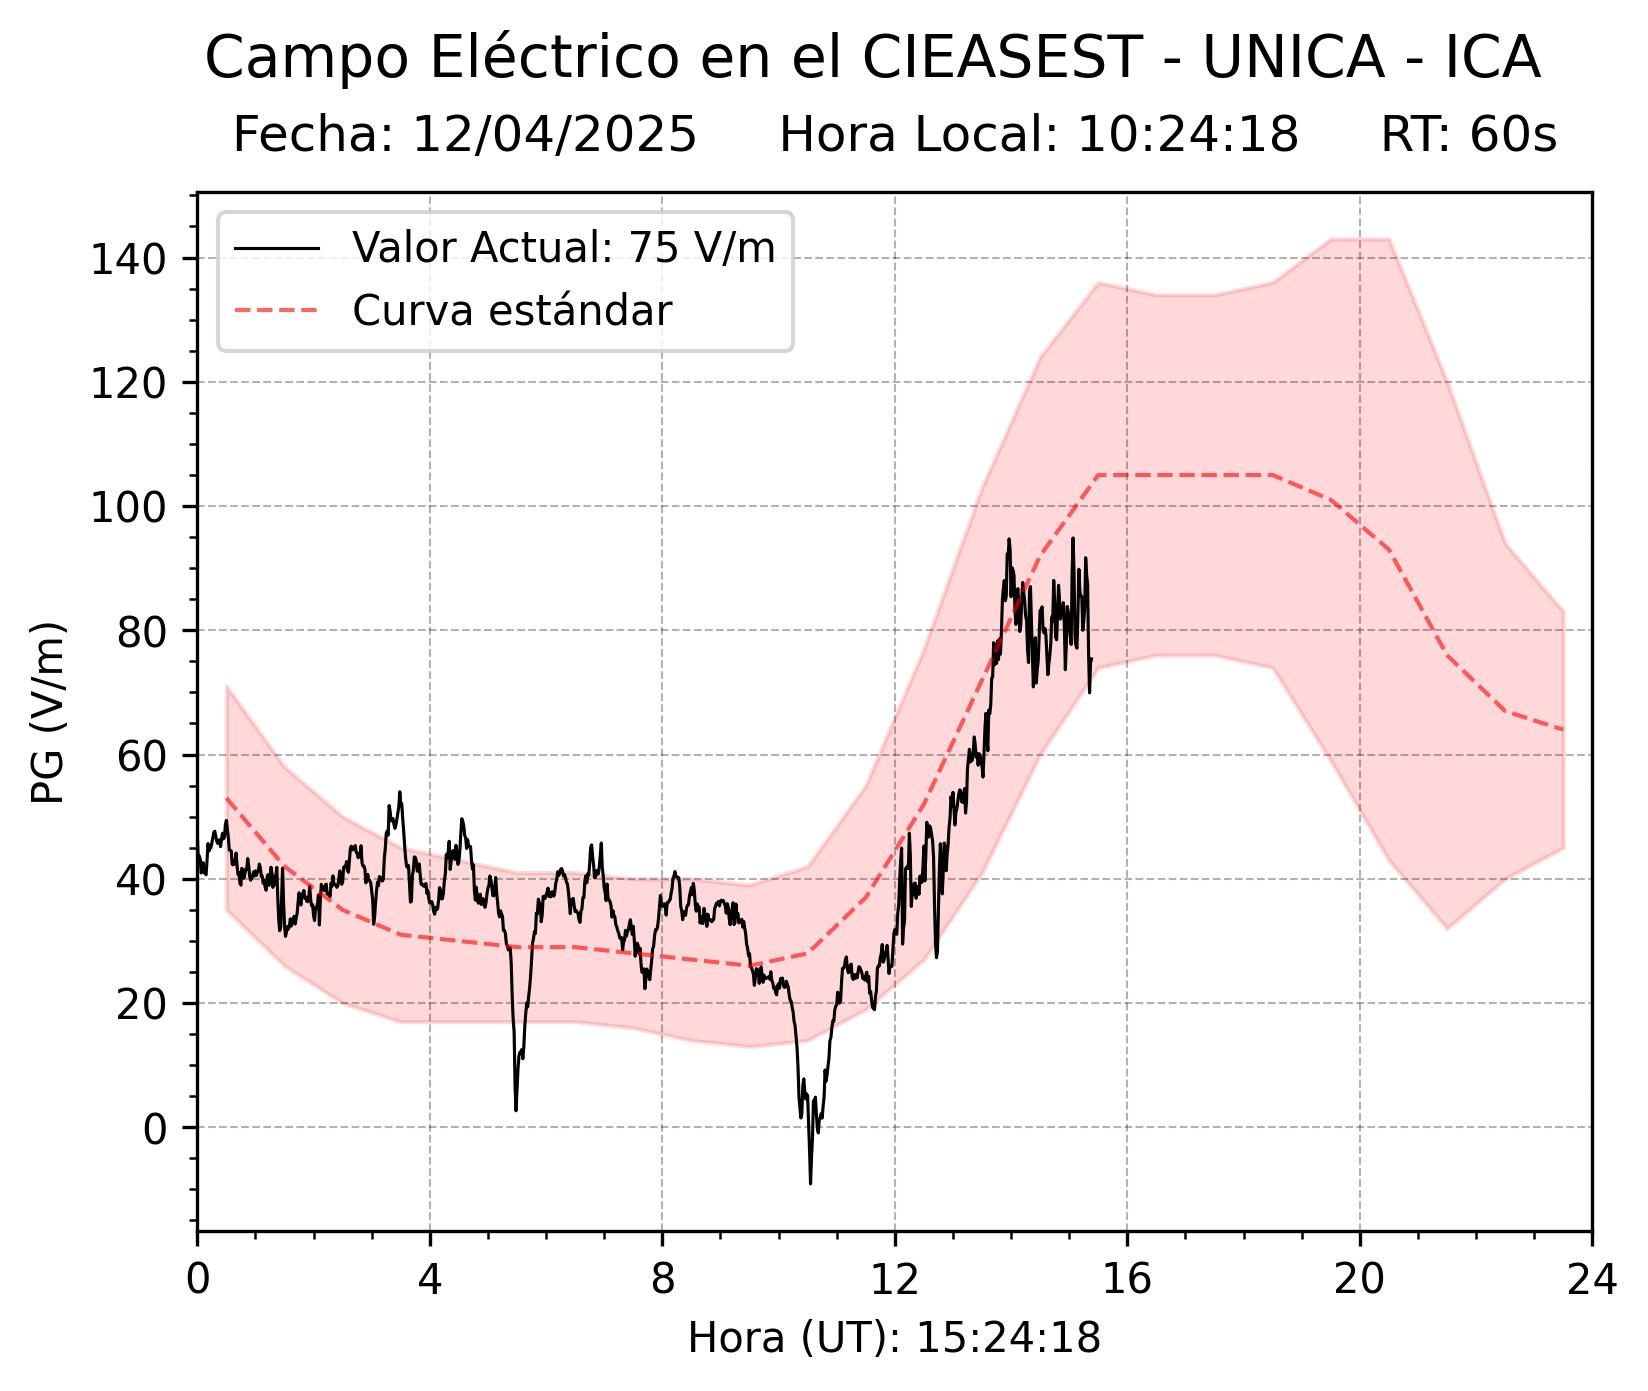 Campo Eléctrico en el CIEASEST - UNICA - ICA
Fecha: 12/04/2025 Hora Local: 10:24:18 RT: 60s
Valor Actual: 75 V/m
Curva estándar
PG (V/m)
140
120
100
80
60
40
20
0
0 4 8 12 16 20 24
Hora (UT): 15:24:18